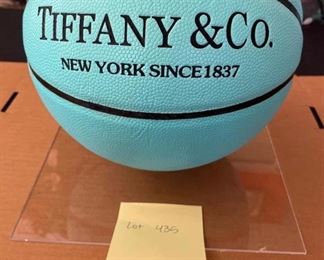 TIFFANY & CO.
NEW YORK SINCE 1837
Lot 435